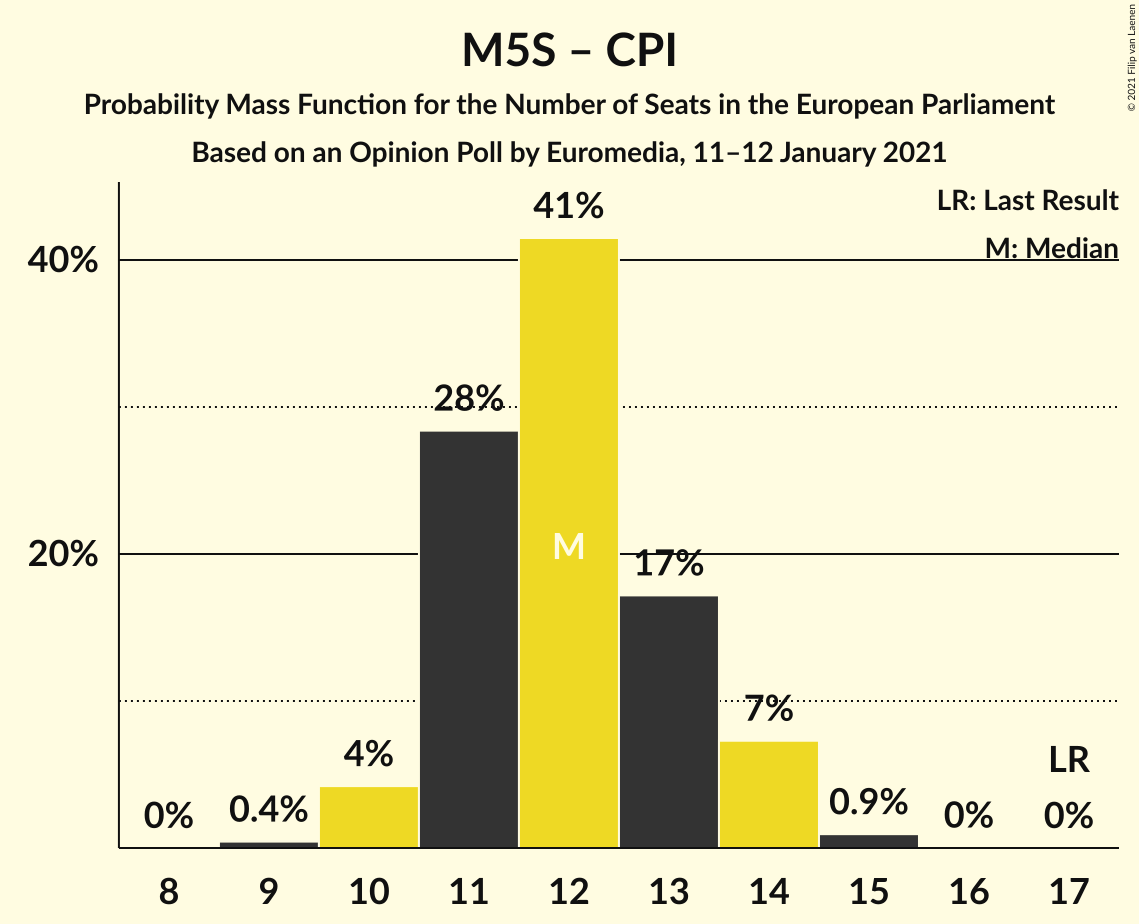 M5S – CPI
Probability Mass Function for the Number of Seats in the European Parliament
Based on an Opinion Poll by Euromedia, 11–12 January 2021
© 2021 Filip van Laenen
LR: Last Result
M: Median
41%
40%
28%
M
20%
17%
7%
4%
LR
0%
0.4%
0.9%
0%
0%
8 9 10 11 12 13 14 15 16 17